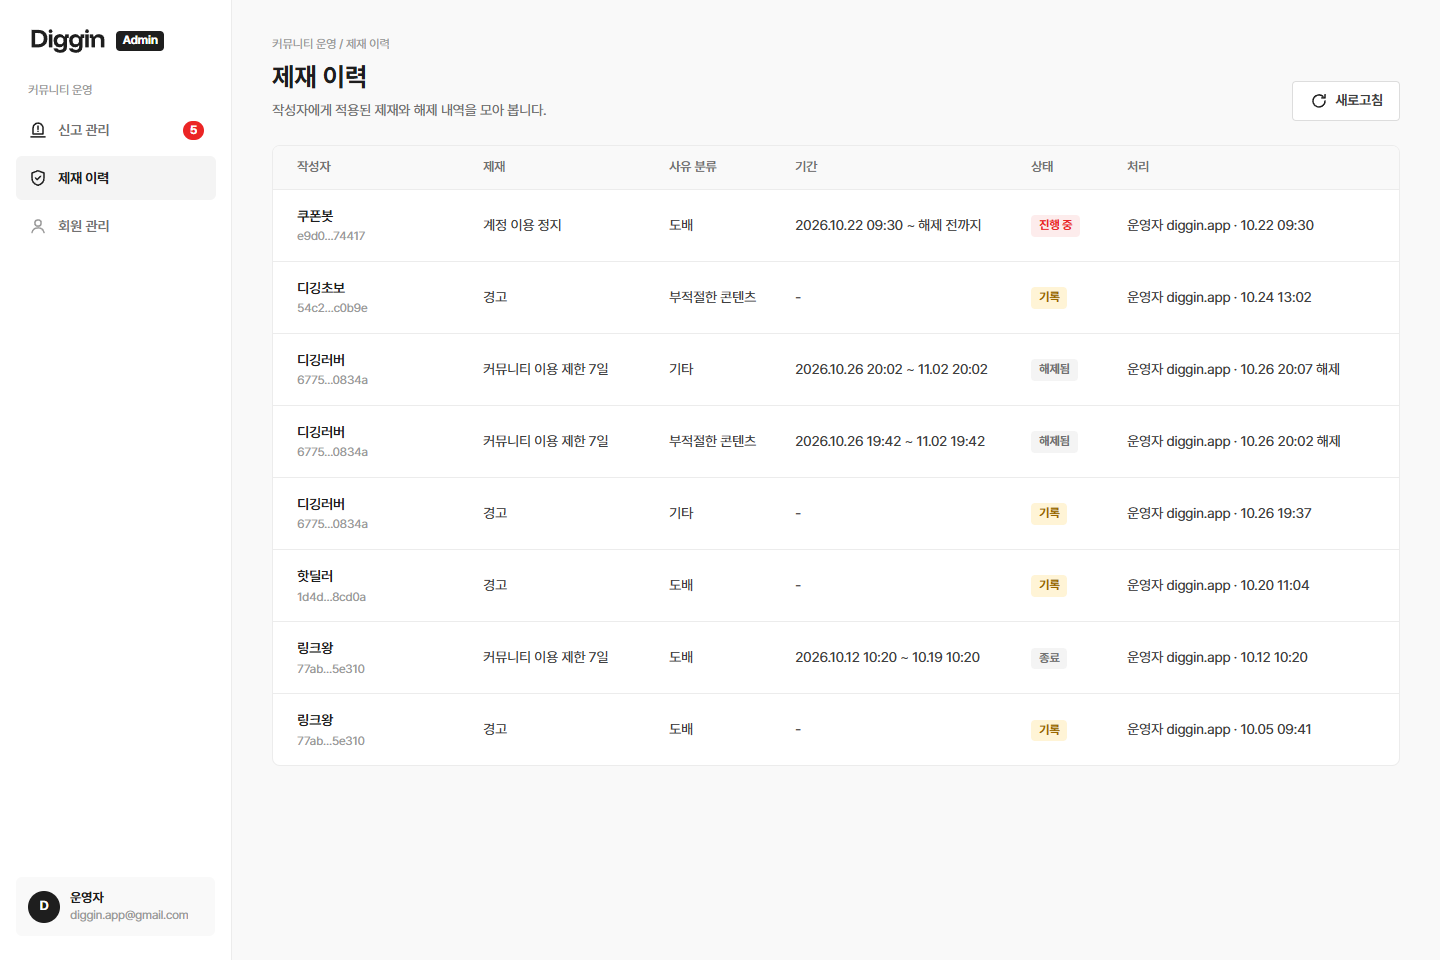 Diggin Admin
커뮤니티 운영
신고 관리 5
제재 이력
회원 관리
운영자
D
diggin.app@gmail.com
커뮤니티 운영 / 제재 이력
제재 이력
작성자에게 적용된 제재와 해제 내역을 모아 봅니다.
새로고침
작성자 제재 사유 분류 기간 상태 처리
쿠폰봇
e9d0...74417
계정 이용 정지 도배 2026.10.22 09:30 ~ 해제 전까지 진행 중 운영자 diggin.app · 10.22 09:30
디깅초보
54c2...c0b9e
경고 부적절한 콘텐츠 - 기록 운영자 diggin.app · 10.24 13:02
디깅러버
6775...0834a
커뮤니티 이용 제한 7일 기타 2026.10.26 20:02 ~ 11.02 20:02 해제됨 운영자 diggin.app · 10.26 20:07 해제
디깅러버
6775...0834a
커뮤니티 이용 제한 7일 부적절한 콘텐츠 2026.10.26 19:42 ~ 11.02 19:42 해제됨 운영자 diggin.app · 10.26 20:02 해제
디깅러버
6775...0834a
경고 기타 - 기록 운영자 diggin.app · 10.26 19:37
핫딜러
1d4d...8cd0a
경고 도배 - 기록 운영자 diggin.app · 10.20 11:04
링크왕
77ab...5e310
커뮤니티 이용 제한 7일 도배 2026.10.12 10:20 ~ 10.19 10:20 종료 운영자 diggin.app · 10.12 10:20
링크왕
77ab...5e310
경고 도배 - 기록 운영자 diggin.app · 10.05 09:41